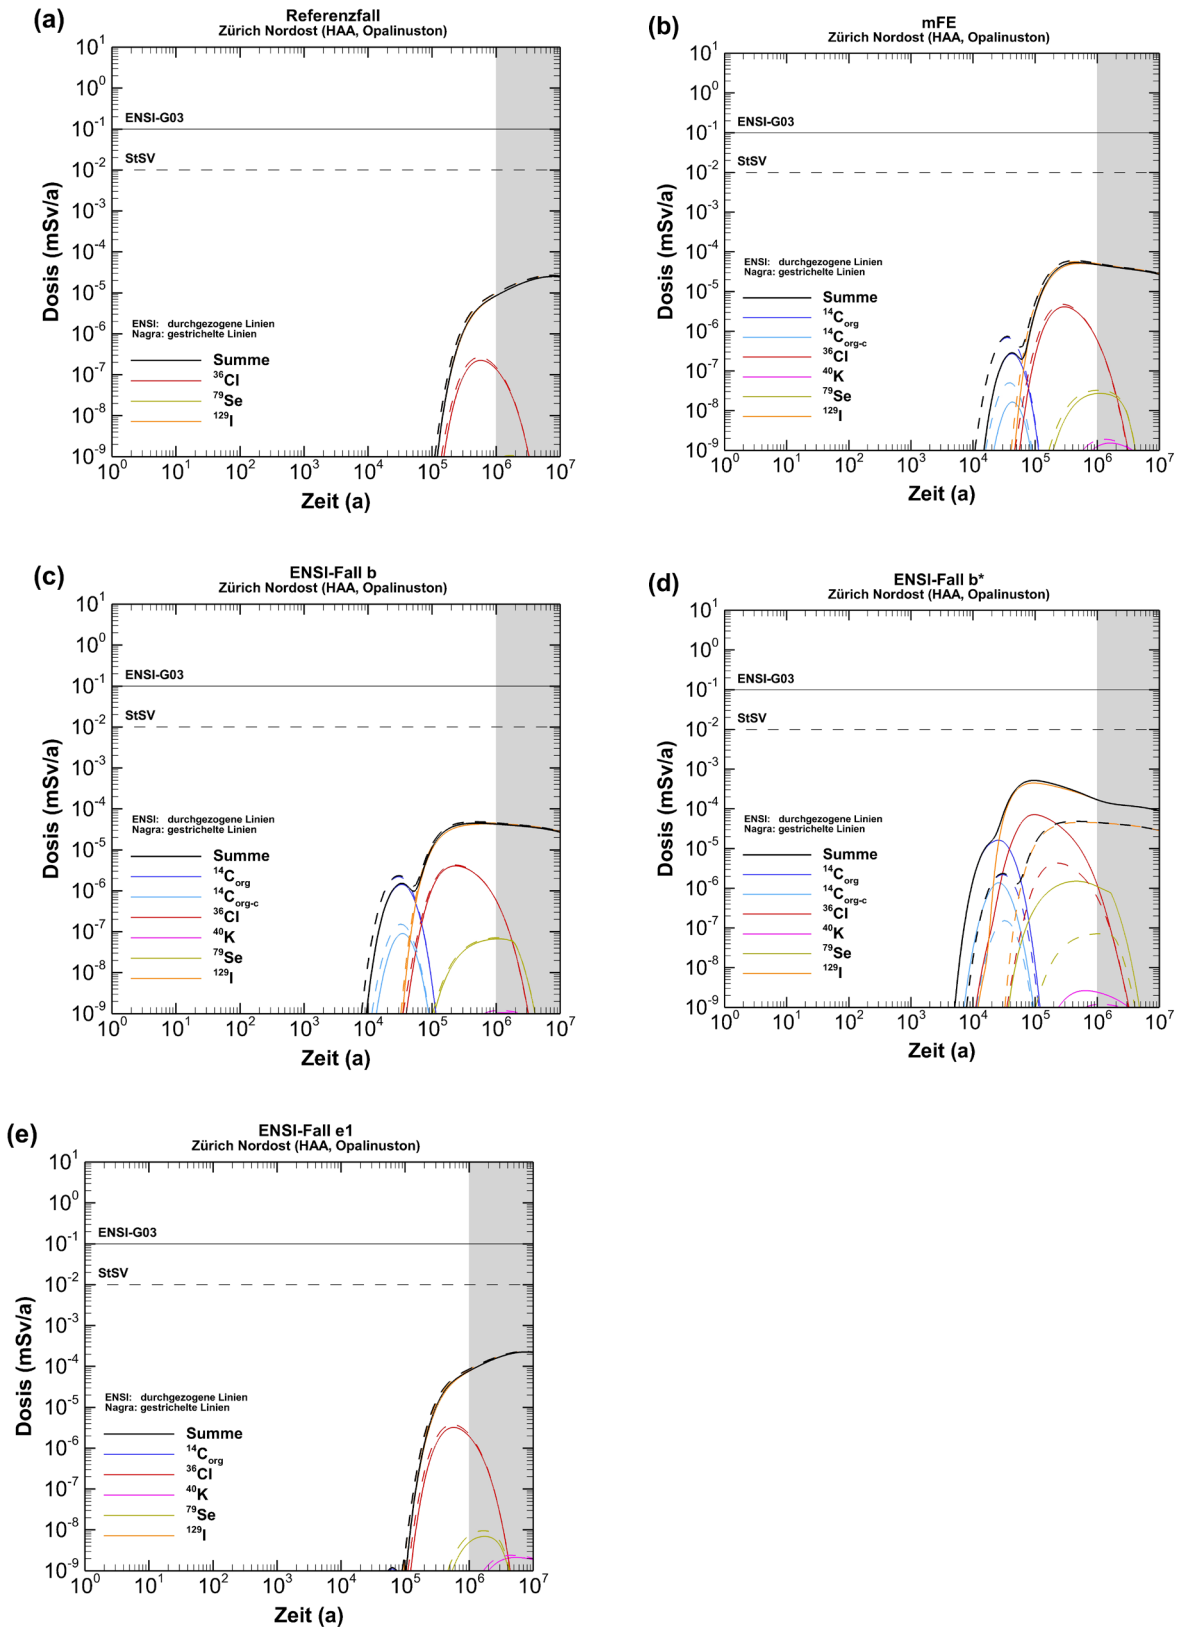 (a)
Referenzfall
Zürich Nordost (HAA, Opalinuston)
10¹
10⁰
10⁻¹
10⁻²
10⁻³
10⁻⁴
10⁻⁵
10⁻⁶
10⁻⁷
10⁻⁸
10⁻⁹
Dosis (mSv/a)
ENSI-G03
StSV
ENSI: durchgezogene Linien
Nagra: gestrichelte Linien
Summe
³⁶Cl
⁷⁹Se
¹²⁹I
10⁰ 10¹ 10² 10³ 10⁴ 10⁵ 10⁶ 10⁷
Zeit (a)
(b)
mFE
Zürich Nordost (HAA, Opalinuston)
10¹
10⁰
10⁻¹
10⁻²
10⁻³
10⁻⁴
10⁻⁵
10⁻⁶
10⁻⁷
10⁻⁸
10⁻⁹
Dosis (mSv/a)
ENSI-G03
StSV
ENSI: durchgezogene Linien
Nagra: gestrichelte Linien
Summe
¹⁴C_org
¹⁴C_org-c
³⁶Cl
⁴⁰K
⁷⁹Se
¹²⁹I
10⁰ 10¹ 10² 10³ 10⁴ 10⁵ 10⁶ 10⁷
Zeit (a)
(c)
ENSI-Fall b
Zürich Nordost (HAA, Opalinuston)
10¹
10⁰
10⁻¹
10⁻²
10⁻³
10⁻⁴
10⁻⁵
10⁻⁶
10⁻⁷
10⁻⁸
10⁻⁹
Dosis (mSv/a)
ENSI-G03
StSV
ENSI: durchgezogene Linien
Nagra: gestrichelte Linien
Summe
¹⁴C_org
¹⁴C_org-c
³⁶Cl
⁴⁰K
⁷⁹Se
¹²⁹I
10⁰ 10¹ 10² 10³ 10⁴ 10⁵ 10⁶ 10⁷
Zeit (a)
(d)
ENSI-Fall b*
Zürich Nordost (HAA, Opalinuston)
10¹
10⁰
10⁻¹
10⁻²
10⁻³
10⁻⁴
10⁻⁵
10⁻⁶
10⁻⁷
10⁻⁸
10⁻⁹
Dosis (mSv/a)
ENSI-G03
StSV
ENSI: durchgezogene Linien
Nagra: gestrichelte Linien
Summe
¹⁴C_org
¹⁴C_org-c
³⁶Cl
⁴⁰K
⁷⁹Se
¹²⁹I
10⁰ 10¹ 10² 10³ 10⁴ 10⁵ 10⁶ 10⁷
Zeit (a)
(e)
ENSI-Fall e1
Zürich Nordost (HAA, Opalinuston)
10¹
10⁰
10⁻¹
10⁻²
10⁻³
10⁻⁴
10⁻⁵
10⁻⁶
10⁻⁷
10⁻⁸
10⁻⁹
Dosis (mSv/a)
ENSI-G03
StSV
ENSI: durchgezogene Linien
Nagra: gestrichelte Linien
Summe
¹⁴C_org
³⁶Cl
⁴⁰K
⁷⁹Se
¹²⁹I
10⁰ 10¹ 10² 10³ 10⁴ 10⁵ 10⁶ 10⁷
Zeit (a)